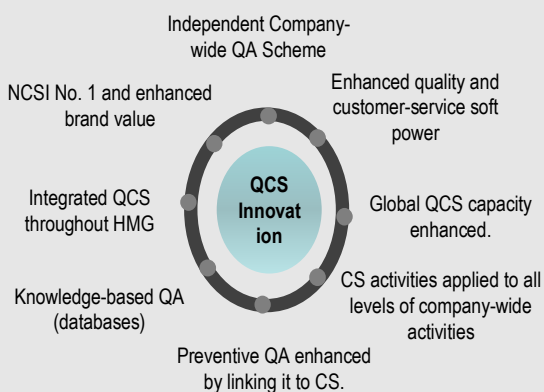 Independent Company-
wide QA Scheme
Enhanced quality and
customer-service soft
power
NCSI No. 1 and enhanced
brand value
QCS
Innovat
ion
Integrated QCS
throughout HMG
Global QCS capacity
enhanced.
CS activities applied to all
levels of company-wide
activities
Knowledge-based QA
(databases)
Preventive QA enhanced
by linking it to CS.